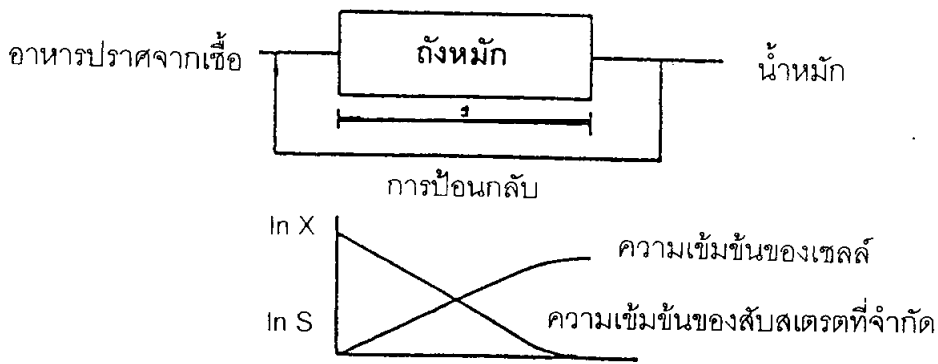 อาหารปราศจากเชื้อ
ถังหมัก
น้ำหมัก
การป้อนกลับ
ln X
ความเข้มข้นของเซลล์
ln S
ความเข้มข้นของสับสเตรตที่จำกัด